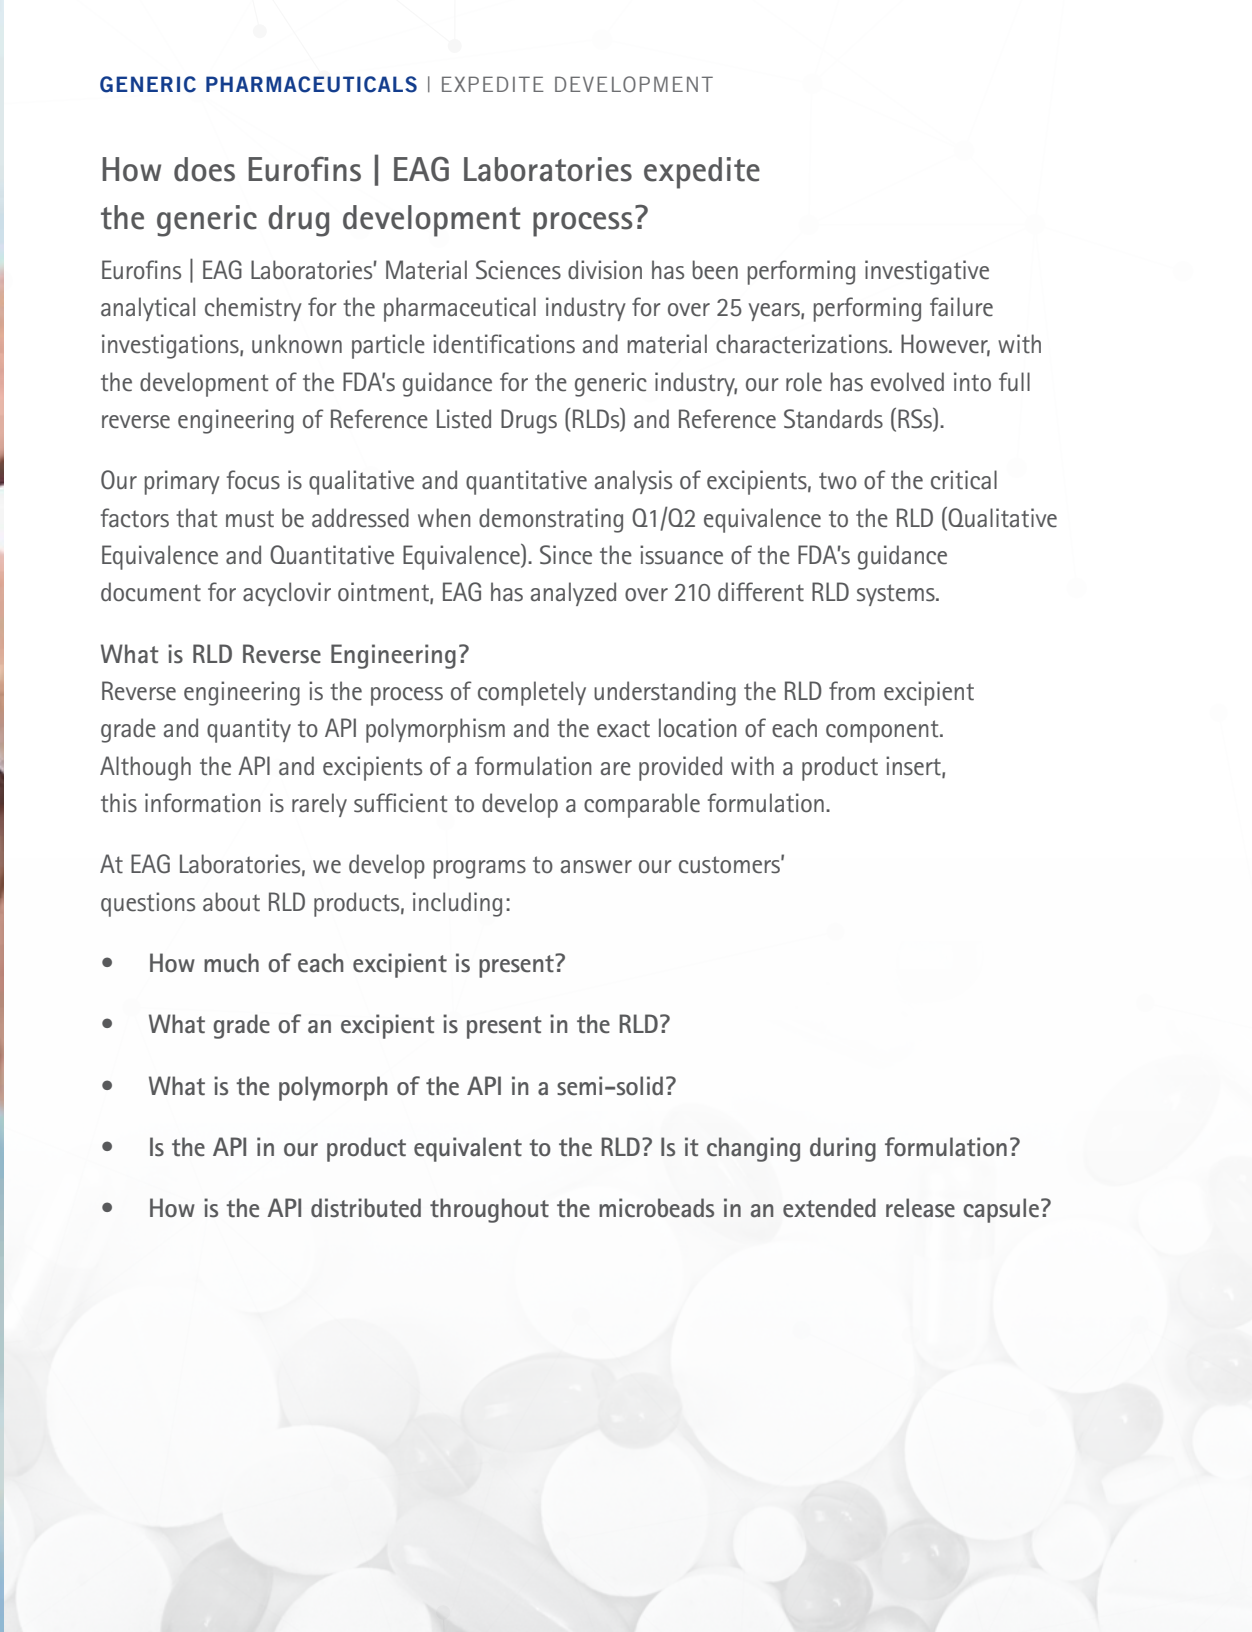 GENERIC PHARMACEUTICALS | EXPEDITE DEVELOPMENT
How does Eurofins | EAG Laboratories expedite
the generic drug development process?
Eurofins | EAG Laboratories’ Material Sciences division has been performing investigative
analytical chemistry for the pharmaceutical industry for over 25 years, performing failure
investigations, unknown particle identifications and material characterizations. However, with
the development of the FDA’s guidance for the generic industry, our role has evolved into full
reverse engineering of Reference Listed Drugs (RLDs) and Reference Standards (RSs).
Our primary focus is qualitative and quantitative analysis of excipients, two of the critical
factors that must be addressed when demonstrating Q1/Q2 equivalence to the RLD (Qualitative
Equivalence and Quantitative Equivalence). Since the issuance of the FDA’s guidance
document for acyclovir ointment, EAG has analyzed over 210 different RLD systems.
What is RLD Reverse Engineering?
Reverse engineering is the process of completely understanding the RLD from excipient
grade and quantity to API polymorphism and the exact location of each component.
Although the API and excipients of a formulation are provided with a product insert,
this information is rarely sufficient to develop a comparable formulation.
At EAG Laboratories, we develop programs to answer our customers’
questions about RLD products, including:
• How much of each excipient is present?
• What grade of an excipient is present in the RLD?
• What is the polymorph of the API in a semi-solid?
• Is the API in our product equivalent to the RLD? Is it changing during formulation?
• How is the API distributed throughout the microbeads in an extended release capsule?